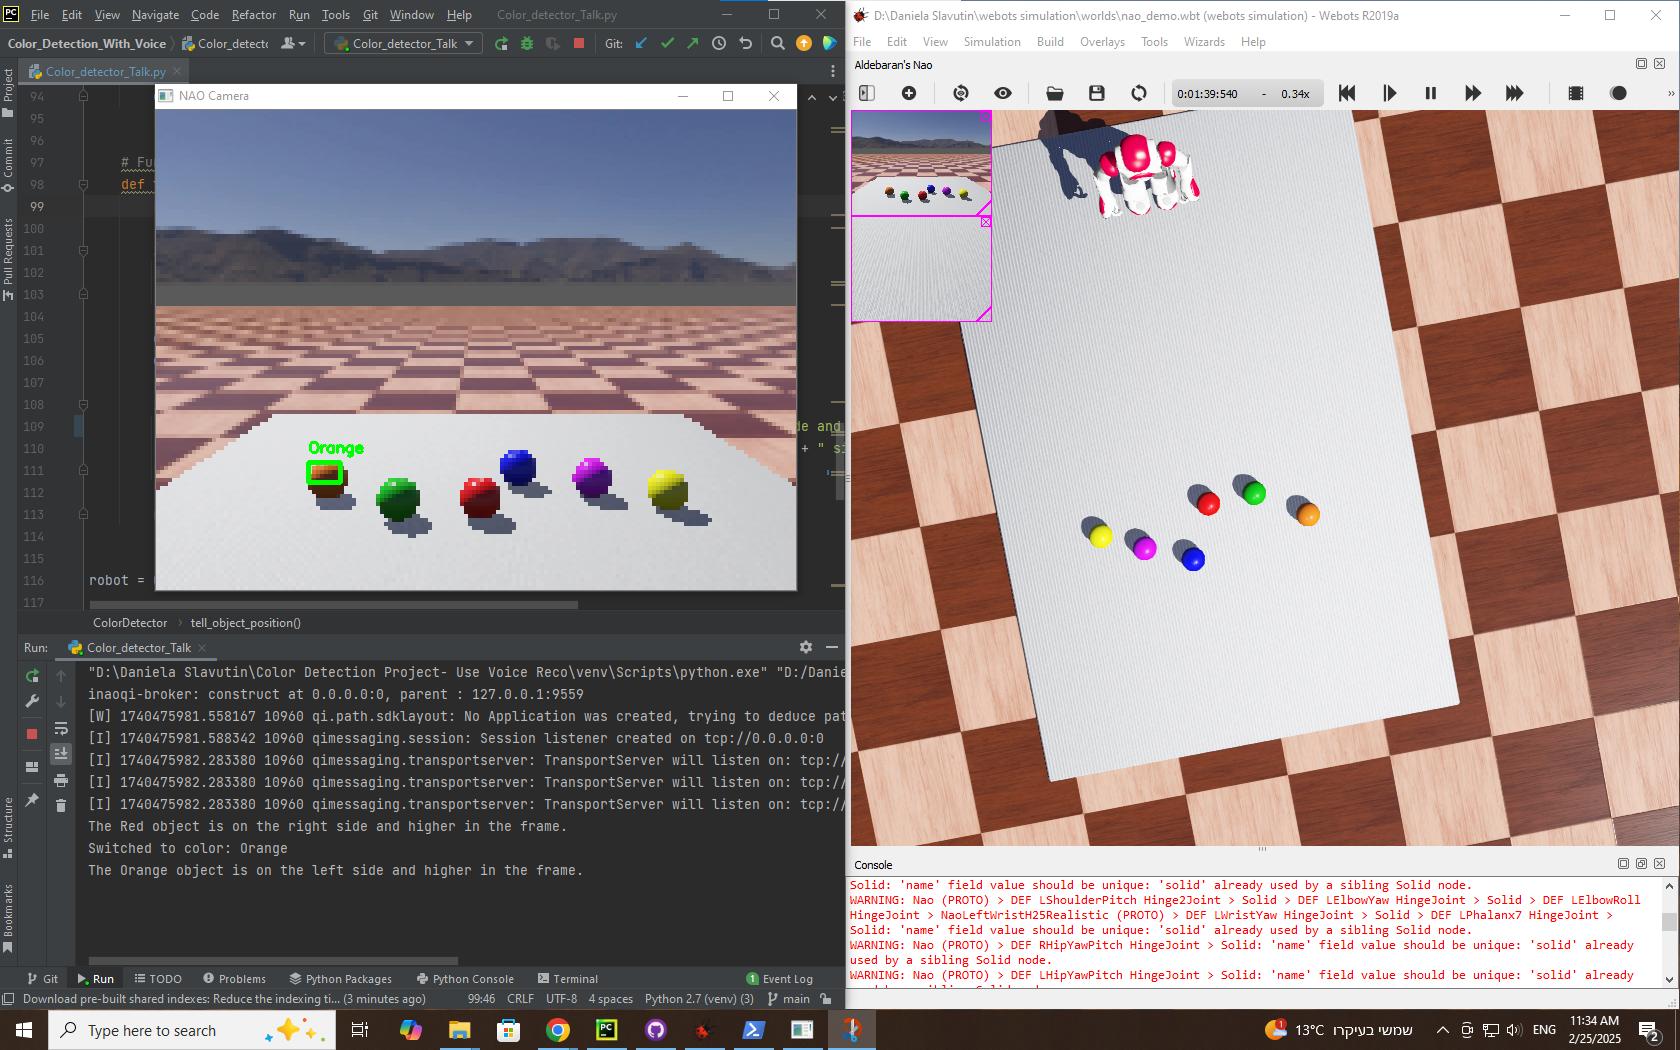 PC File Edit View Navigate Code Refactor Run Tools Git Window Help Color_detector_Talk.py
Color_Detection_With_Voice Color_detectc Color_detector_Talk Git:
Color_detector_Talk.py
Project
Commit
Pull Requests
Structure
Bookmarks
94
95
96
97 # Fu
98 def
99
100
101
102
103
104
105
106
107
108
109 de and
110 + " si
111
112
113
114
115
116 robot =
117
NAO Camera
Orange
ColorDetector tell_object_position()
Run: Color_detector_Talk
"D:\Daniela Slavutin\Color Detection Project- Use Voice Reco\venv\Scripts\python.exe" "D:/Danie
inaoqi-broker: construct at 0.0.0.0:0, parent : 127.0.0.1:9559
[W] 1740475981.558167 10960 qi.path.sdklayout: No Application was created, trying to deduce pat
[I] 1740475981.588342 10960 qimessaging.session: Session listener created on tcp://0.0.0.0:0
[I] 1740475982.283380 10960 qimessaging.transportserver: TransportServer will listen on: tcp://
[I] 1740475982.283380 10960 qimessaging.transportserver: TransportServer will listen on: tcp://
[I] 1740475982.283380 10960 qimessaging.transportserver: TransportServer will listen on: tcp://
The Red object is on the right side and higher in the frame.
Switched to color: Orange
The Orange object is on the left side and higher in the frame.
Git Run TODO Problems Python Packages Python Console Terminal 1 Event Log
Download pre-built shared indexes: Reduce the indexing ti... (3 minutes ago) 99:46 CRLF UTF-8 4 spaces Python 2.7 (venv) (3) main
D:\Daniela Slavutin\webots simulation\worlds\nao_demo.wbt (webots simulation) - Webots R2019a
File Edit View Simulation Build Overlays Tools Wizards Help
Aldebaran's Nao
0:01:39:540 - 0.34x
Console
Solid: 'name' field value should be unique: 'solid' already used by a sibling Solid node.
WARNING: Nao (PROTO) > DEF LShoulderPitch Hinge2Joint > Solid > DEF LElbowYaw HingeJoint > Solid > DEF LElbowRoll
HingeJoint > NaoLeftWristH25Realistic (PROTO) > DEF LWristYaw HingeJoint > Solid > DEF LPhalanx7 HingeJoint >
Solid: 'name' field value should be unique: 'solid' already used by a sibling Solid node.
WARNING: Nao (PROTO) > DEF RHipYawPitch HingeJoint > Solid: 'name' field value should be unique: 'solid' already
used by a sibling Solid node.
WARNING: Nao (PROTO) > DEF LHipYawPitch HingeJoint > Solid: 'name' field value should be unique: 'solid' already
Type here to search
PC
1 13°C שמשי בעיקרו ENG 11:34 AM
2/25/2025 2